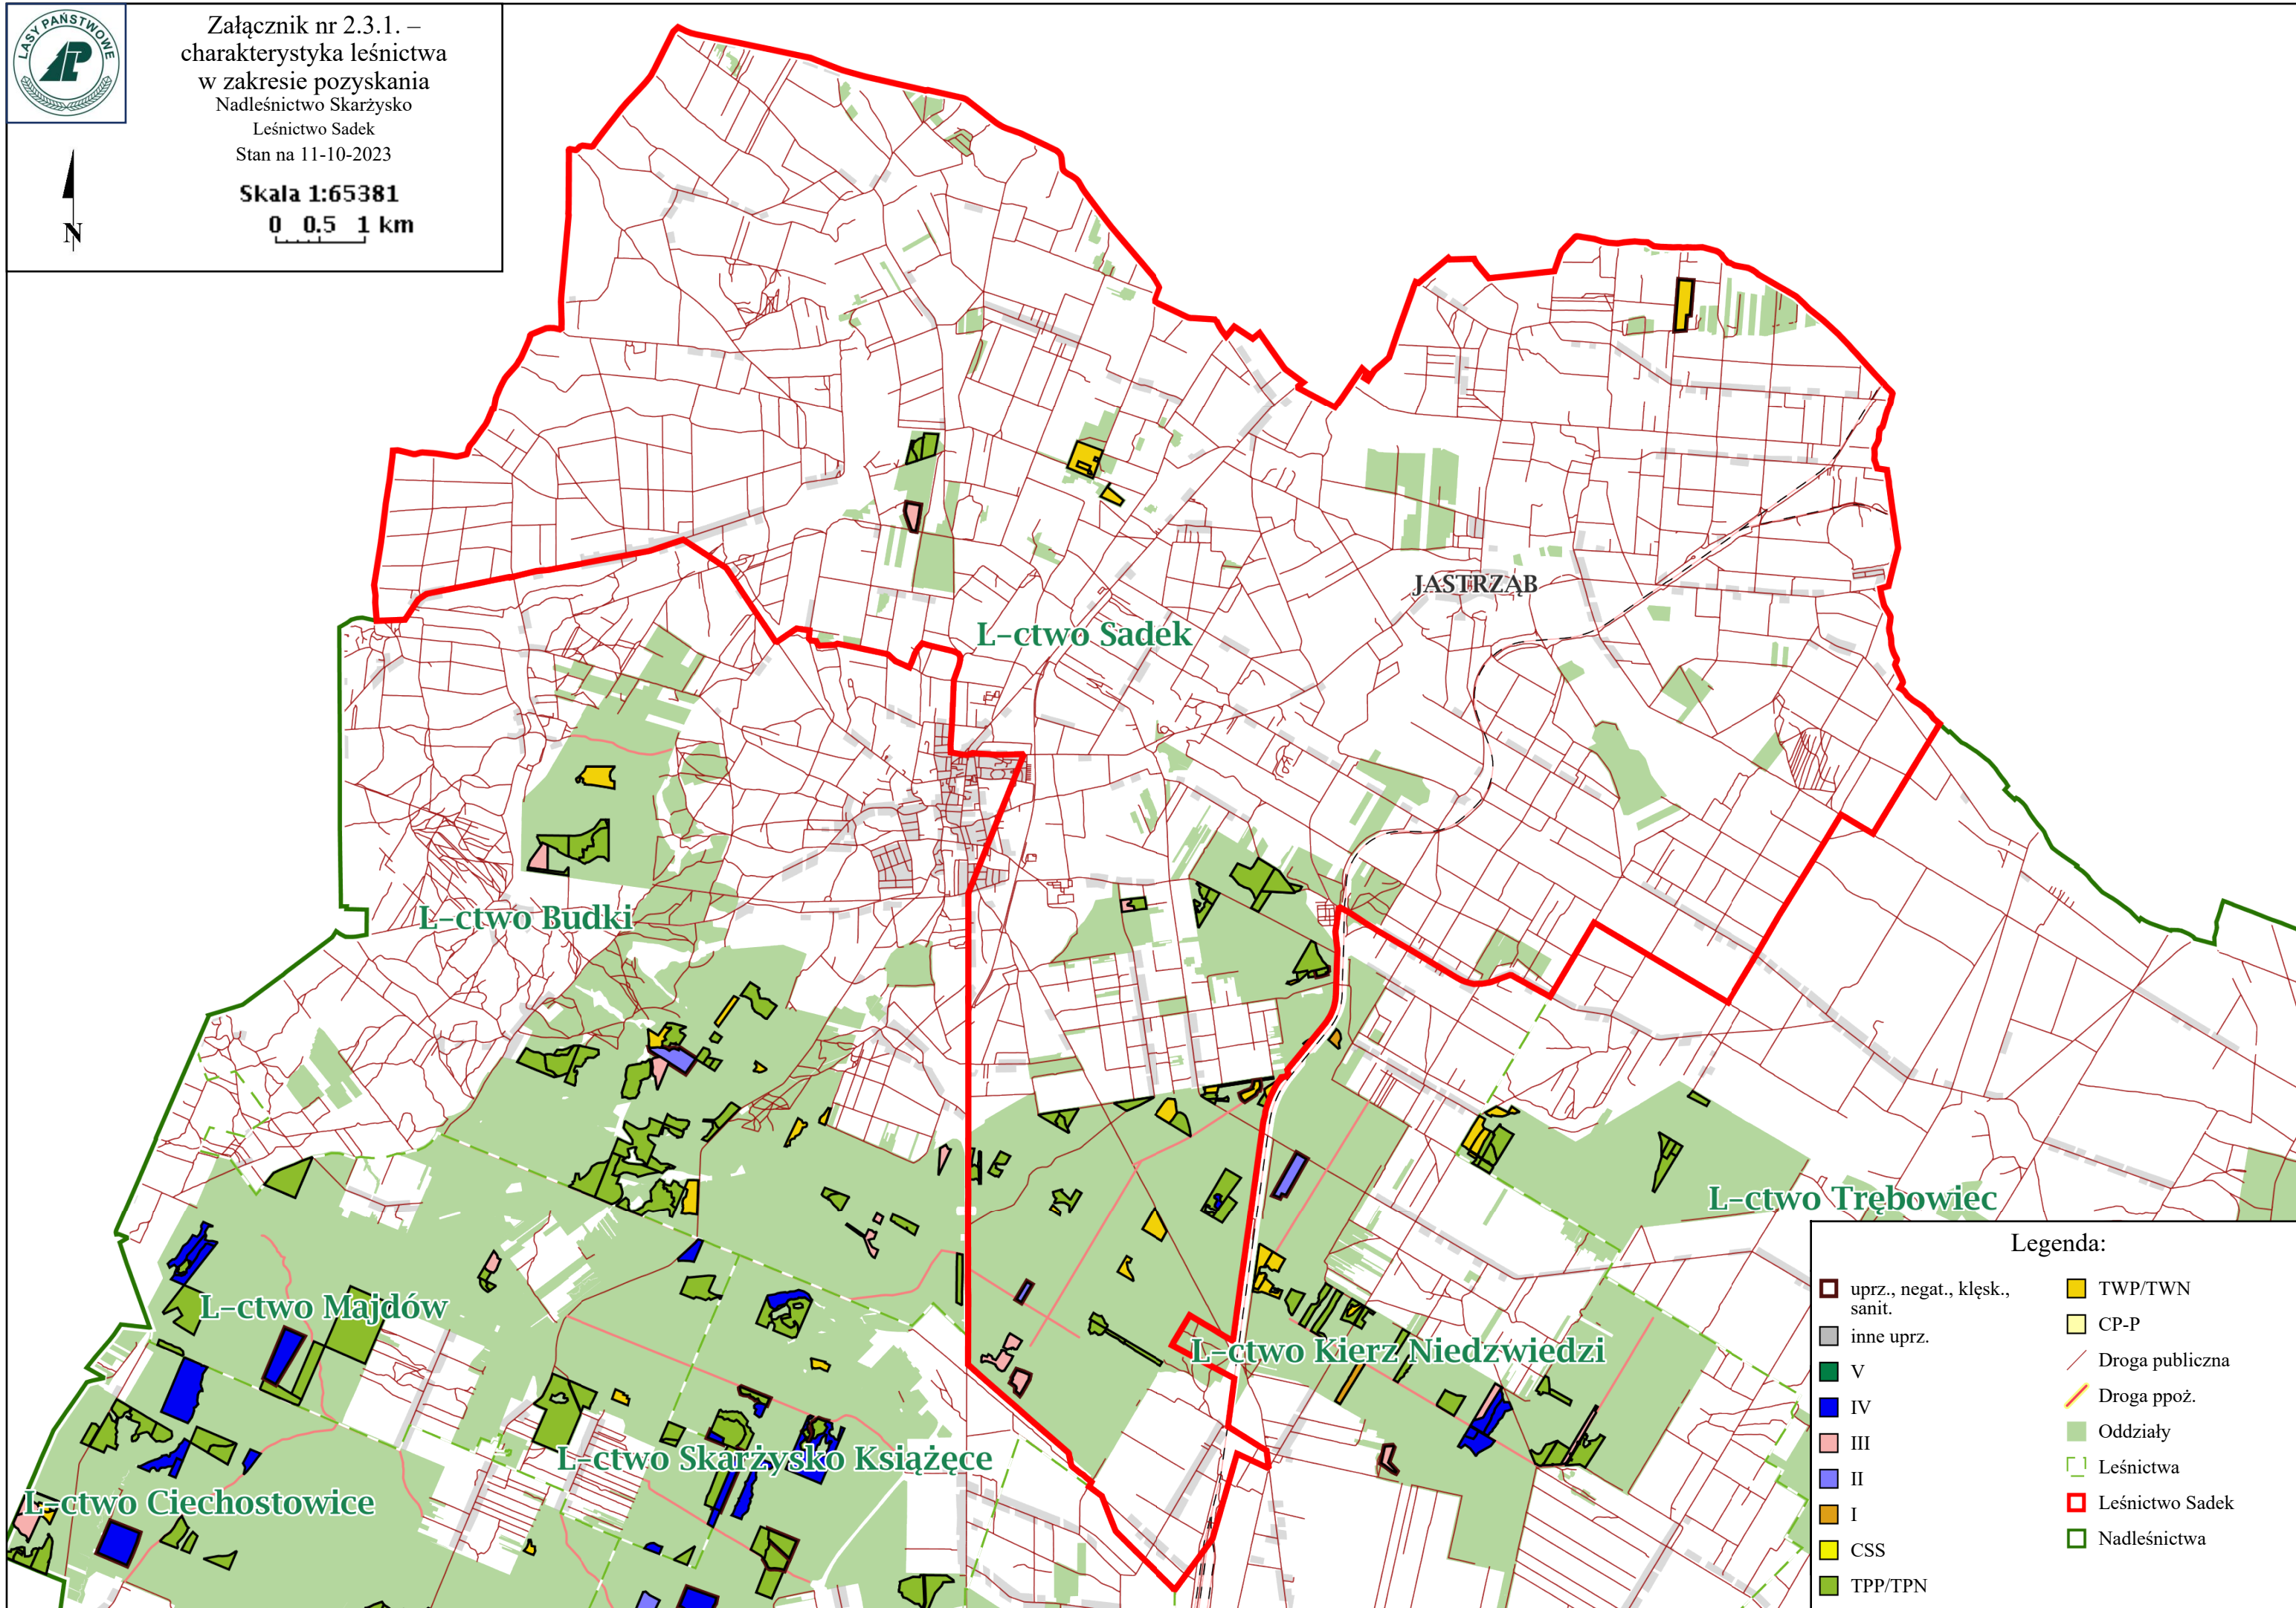 LASY PAŃSTWOWE
Załącznik nr 2.3.1. –
charakterystyka leśnictwa
w zakresie pozyskania
Nadleśnictwo Skarżysko
Leśnictwo Sadek
Stan na 11-10-2023
Skala 1:65381
0 0.5 1 km
N
JASTRZĄB
L-ctwo Sadek
L-ctwo Budki
L-ctwo Trębowiec
L-ctwo Majdów
L-ctwo Kierz Niedzwiedzi
L-ctwo Skarżysko Książęce
L-ctwo Ciechostowice
Legenda:
uprz., negat., klęsk.,
sanit.
inne uprz.
V
IV
III
II
I
CSS
TPP/TPN
TWP/TWN
CP-P
Droga publiczna
Droga ppoż.
Oddziały
Leśnictwa
Leśnictwo Sadek
Nadleśnictwa